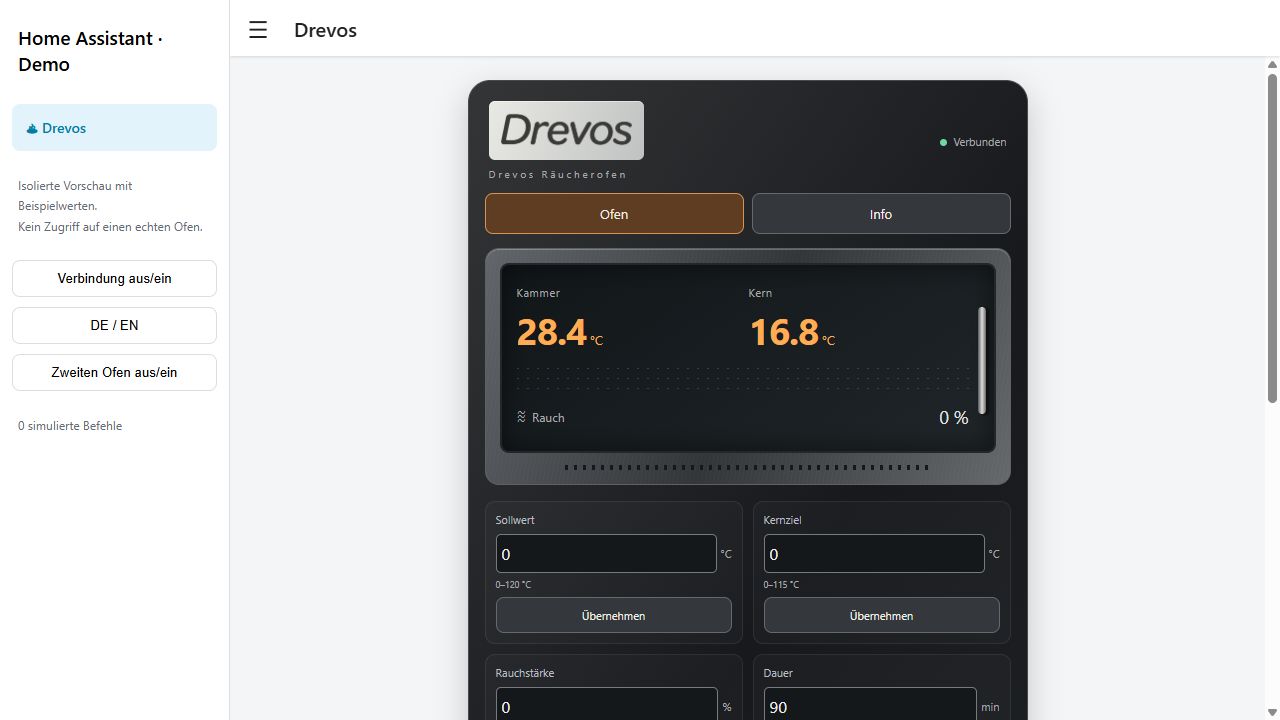 Home Assistant ·
Demo
Drevos
Isolierte Vorschau mit
Beispielwerten.
Kein Zugriff auf einen echten Ofen.
Verbindung aus/ein
DE / EN
Zweiten Ofen aus/ein
0 simulierte Befehle
Drevos
Drevos
Drevos Räucherofen
Verbunden
Ofen
Info
Kammer
28.4 °C
Kern
16.8 °C
Rauch
0 %
Sollwert
0 °C
0–120 °C
Übernehmen
Kernziel
0 °C
0–115 °C
Übernehmen
Rauchstärke
0 %
Dauer
90 min